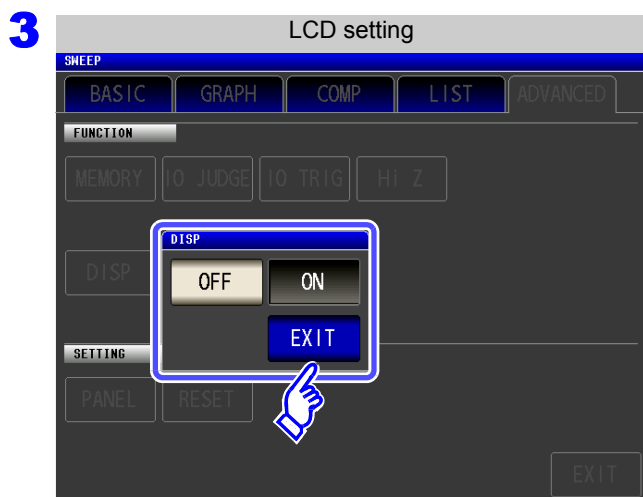 3
LCD setting
SWEEP
BASIC GRAPH COMP LIST ADVANCED
FUNCTION
MEMORY IO JUDGE IO TRIG Hi Z
DISP
DISP
OFF ON
EXIT
SETTING
PANEL RESET
EXIT